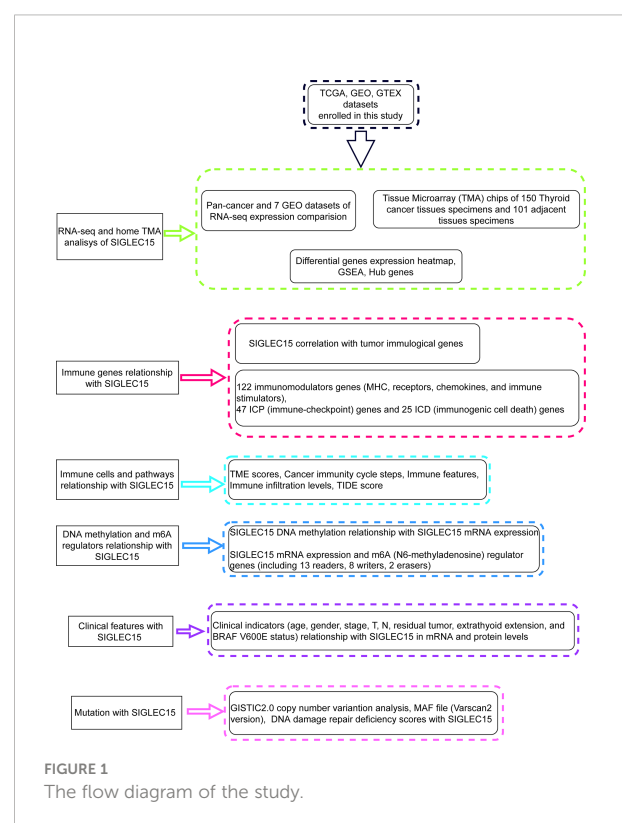 TCGA, GEO, GTEX
datasets
enrolled in this study
RNA-seq and home TMA
analisys of SIGLEC15
Pan-cancer and 7 GEO datasets of
RNA-seq expression comparision
Tissue Microarray (TMA) chips of 150 Thyroid
cancer tissues specimens and 101 adjacent
tissues specimens
Differential genes expression heatmap,
GSEA, Hub genes
Immune genes relationship
with SIGLEC15
SIGLEC15 correlation with tumor immulogical genes
122 immunomodulators genes (MHC, receptors, chemokines, and immune
stimulators),
47 ICP (immune-checkpoint) genes and 25 ICD (immunogenic cell death) genes
Immune cells and pathways
relationship with SIGLEC15
TME scores, Cancer immunity cycle steps, Immune features,
Immune infiltration levels, TIDE score
DNA methylation and m6A
regulators relationship with
SIGLEC15
SIGLEC15 DNA methylation relationship with SIGLEC15 mRNA expression
SIGLEC15 mRNA expression and m6A (N6-methyladenosine) regulator
genes (including 13 readers, 8 writers, 2 erasers)
Clinical features with
SIGLEC15
Clinical indicators (age, gender, stage, T, N, residual tumor, extrathyoid extension, and
BRAF V600E status) relationship with SIGLEC15 in mRNA and protein levels
Mutation with SIGLEC15
GISTIC2.0 copy number variantion analysis, MAF file (Varscan2
version), DNA damage repair deficiency scores with SIGLEC15
FIGURE 1
The flow diagram of the study.